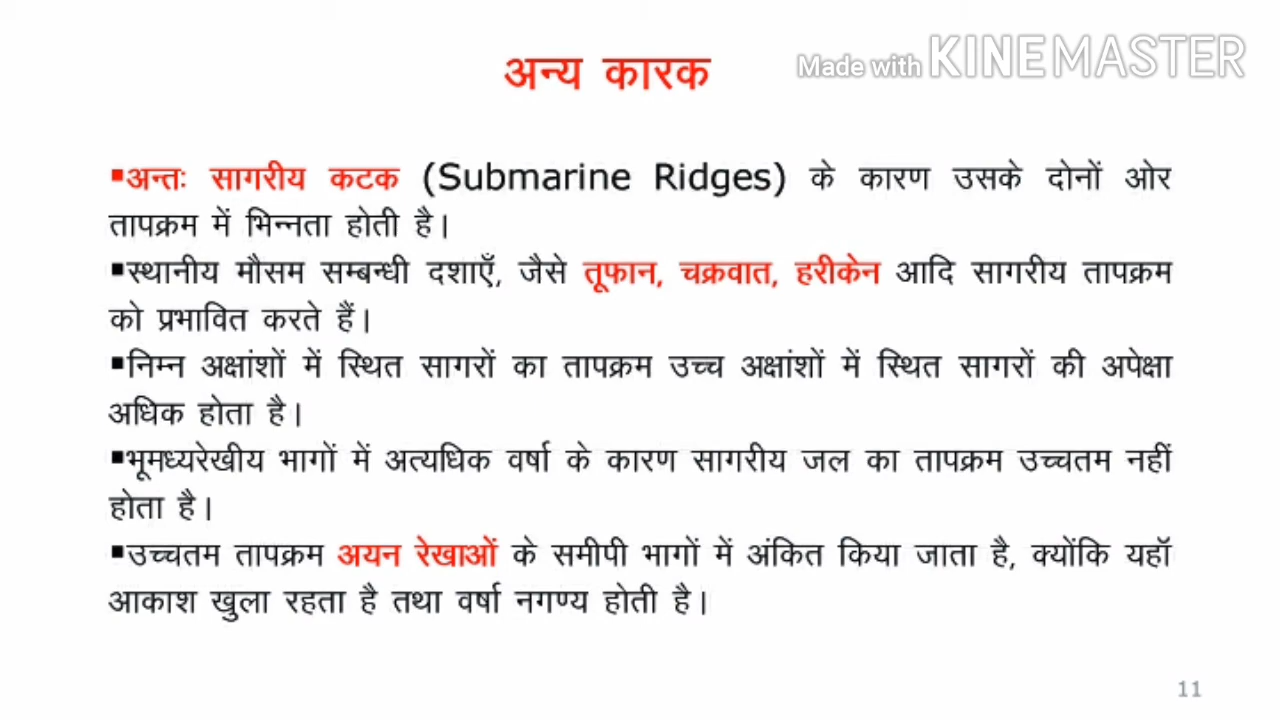 Made with KINEMASTER
अन्य कारक
▪अन्तः सागरीय कटक (Submarine Ridges) के कारण उसके दोनों ओर
तापक्रम में भिन्नता होती है।
▪स्थानीय मौसम सम्बन्धी दशाएँ, जैसे तूफान, चक्रवात, हरीकेन आदि सागरीय तापक्रम
को प्रभावित करते हैं।
▪निम्न अक्षांशों में स्थित सागरों का तापक्रम उच्च अक्षांशों में स्थित सागरों की अपेक्षा
अधिक होता है।
▪भूमध्यरेखीय भागों में अत्यधिक वर्षा के कारण सागरीय जल का तापक्रम उच्चतम नहीं
होता है।
▪उच्चतम तापक्रम अयन रेखाओं के समीपी भागों में अंकित किया जाता है, क्योंकि यहॉ
आकाश खुला रहता है तथा वर्षा नगण्य होती है।
11